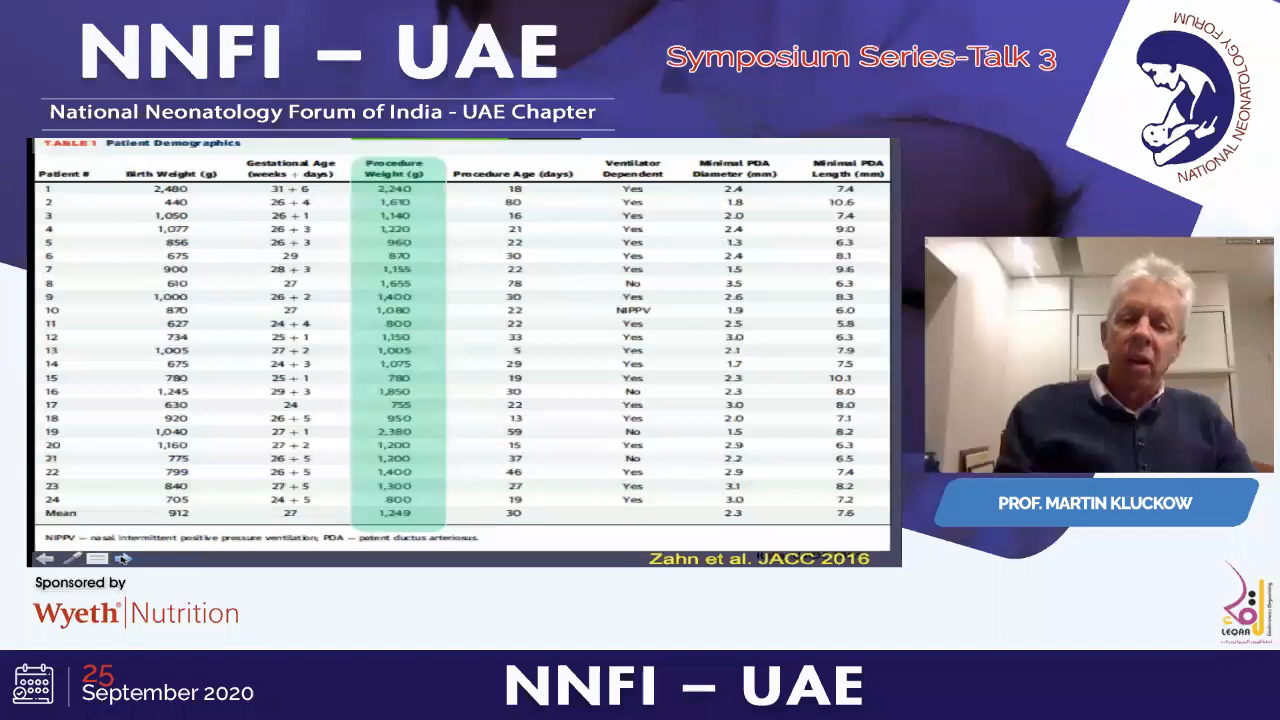 NNFI – UAE
National Neonatology Forum of India - UAE Chapter
Symposium Series-Talk 3
NATIONAL NEONATOLOGY FORUM
TABLE 1 Patient Demographics
Patient # Birth Weight (g) Gestational Age (weeks + days) Procedure Weight (g) Procedure Age (days) Ventilator Dependent Minimal PDA Diameter (mm) Minimal PDA Length (mm)
1 2,480 31 + 6 2,240 18 Yes 2.4 7.4
2 440 26 + 4 1,610 80 Yes 1.8 10.6
3 1,050 26 + 1 1,140 16 Yes 2.0 7.4
4 1,077 26 + 3 1,220 21 Yes 2.4 9.0
5 856 26 + 3 960 22 Yes 1.3 6.3
6 675 29 870 30 Yes 2.4 8.1
7 900 28 + 3 1,155 22 Yes 1.5 9.6
8 610 27 1,655 78 No 3.5 6.3
9 1,000 26 + 2 1,400 30 Yes 2.6 8.3
10 870 27 1,080 22 NIPPV 1.9 6.0
11 627 24 + 4 800 22 Yes 2.5 5.8
12 734 25 + 1 1,150 33 Yes 3.0 6.3
13 1,005 27 + 2 1,005 5 Yes 2.1 7.9
14 675 24 + 3 1,075 29 Yes 1.7 7.5
15 780 25 + 1 780 19 Yes 2.3 10.1
16 1,245 29 + 3 1,850 30 No 2.3 8.0
17 630 24 755 22 Yes 3.0 8.0
18 920 26 + 5 950 13 Yes 2.0 7.1
19 1,040 27 + 1 2,380 59 No 1.5 8.2
20 1,160 27 + 2 1,200 15 Yes 2.9 6.3
21 775 26 + 5 1,200 37 No 2.2 6.5
22 799 26 + 5 1,400 46 Yes 2.9 7.4
23 840 27 + 5 1,300 27 Yes 3.1 8.2
24 705 24 + 5 800 19 Yes 3.0 7.2
Mean 912 27 1,249 30 2.3 7.6
NIPPV = nasal intermittent positive pressure ventilation; PDA = patent ductus arteriosus.
Zahn et al. JACC 2016
PROF. MARTIN KLUCKOW
Sponsored by
Wyeth® Nutrition
LEQAA
25
September 2020
NNFI – UAE